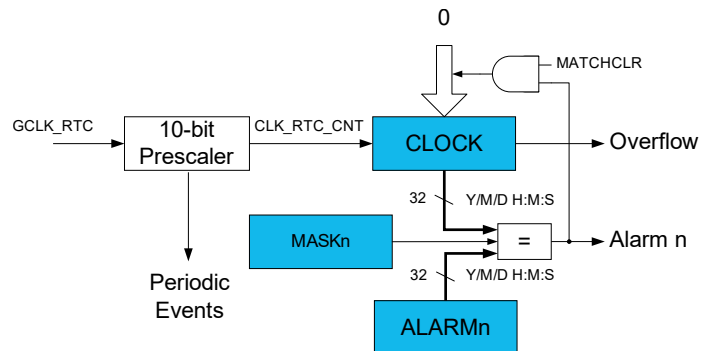 0
MATCHCLR
GCLK_RTC
10-bit
Prescaler
CLK_RTC_CNT
CLOCK
Overflow
32
Y/M/D H:M:S
MASKn
=
Alarm n
Periodic
Events
32
Y/M/D H:M:S
ALARMn